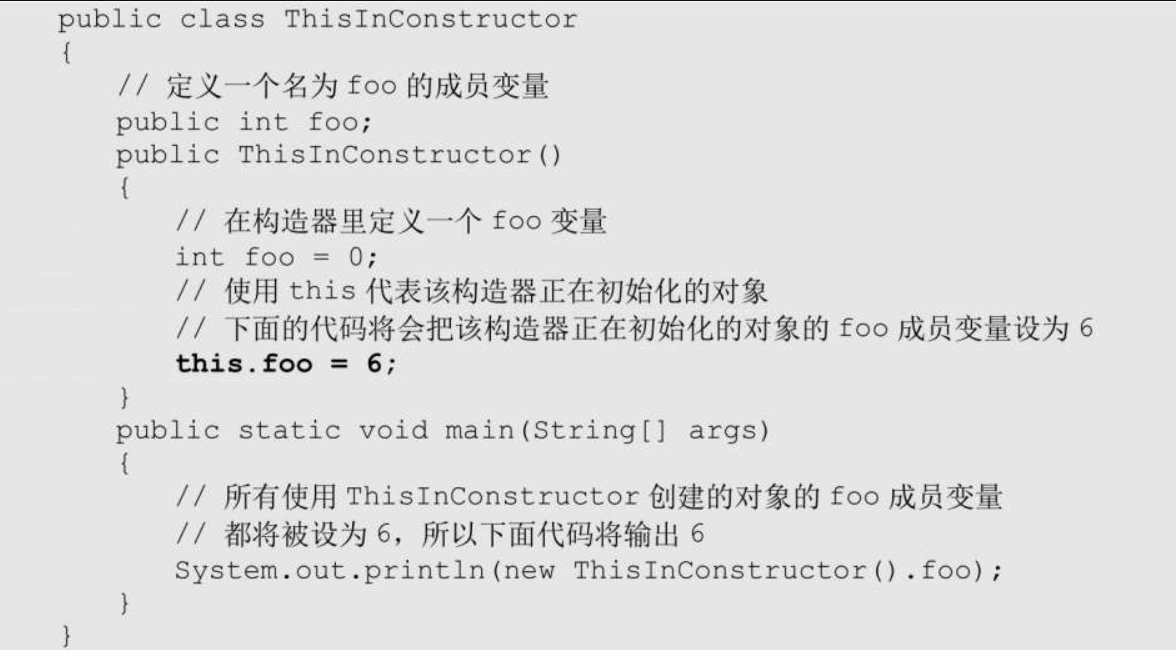 public class ThisInConstructor
{
// 定义一个名为 foo 的成员变量
public int foo;
public ThisInConstructor()
{
// 在构造器里定义一个 foo 变量
int foo = 0;
// 使用 this 代表该构造器正在初始化的对象
// 下面的代码将会把该构造器正在初始化的对象的 foo 成员变量设为 6
this.foo = 6;
}
public static void main(String[] args)
{
// 所有使用 ThisInConstructor 创建的对象的 foo 成员变量
// 都将被设为 6，所以下面代码将输出 6
System.out.println(new ThisInConstructor().foo);
}
}